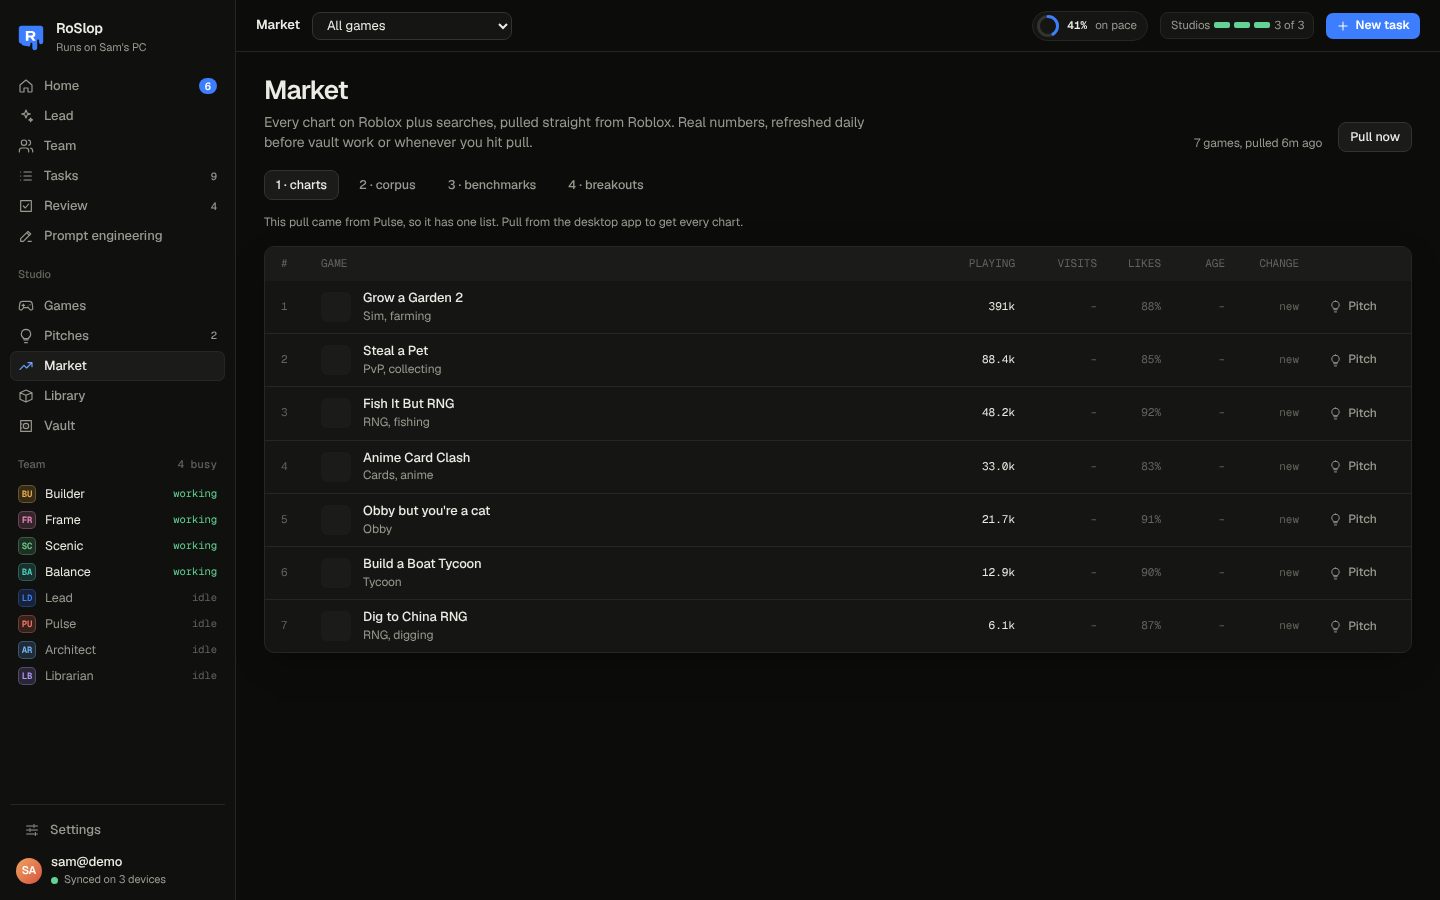 RoSlop
Runs on Sam's PC
Home 6
Lead
Team
Tasks 9
Review 4
Prompt engineering
Studio
Games
Pitches 2
Market
Library
Vault
Team 4 busy
BU Builder working
FR Frame working
SC Scenic working
BA Balance working
LD Lead idle
PU Pulse idle
AR Architect idle
LB Librarian idle
Settings
SA sam@demo
Synced on 3 devices
Market All games 41% on pace Studios 3 of 3 + New task
Market
Every chart on Roblox plus searches, pulled straight from Roblox. Real numbers, refreshed daily
before vault work or whenever you hit pull.
7 games, pulled 6m ago Pull now
1 · charts 2 · corpus 3 · benchmarks 4 · breakouts
This pull came from Pulse, so it has one list. Pull from the desktop app to get every chart.
# GAME PLAYING VISITS LIKES AGE CHANGE
1 Grow a Garden 2 391k – 88% – new Pitch
Sim, farming
2 Steal a Pet 88.4k – 85% – new Pitch
PvP, collecting
3 Fish It But RNG 48.2k – 92% – new Pitch
RNG, fishing
4 Anime Card Clash 33.0k – 83% – new Pitch
Cards, anime
5 Obby but you're a cat 21.7k – 91% – new Pitch
Obby
6 Build a Boat Tycoon 12.9k – 90% – new Pitch
Tycoon
7 Dig to China RNG 6.1k – 87% – new Pitch
RNG, digging